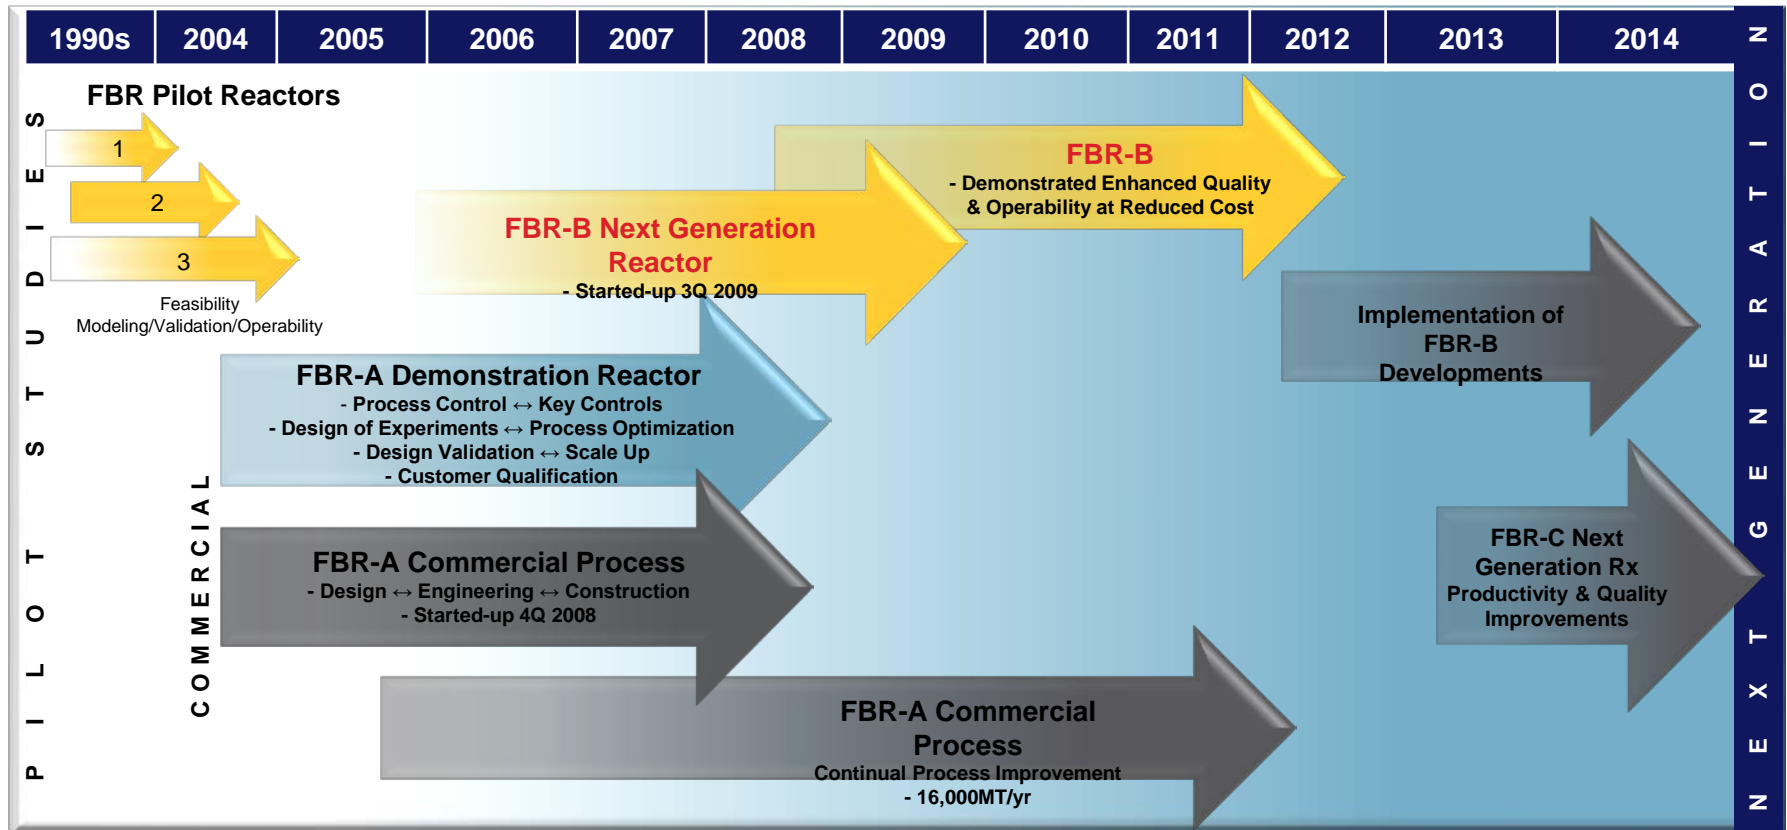 1990s 2004 2005 2006 2007 2008 2009 2010 2011 2012 2013 2014
PILOT STUDIES
FBR Pilot Reactors
1
2
3
Feasibility
Modeling/Validation/Operability
FBR-B Next Generation
Reactor
- Started-up 3Q 2009
FBR-B
- Demonstrated Enhanced Quality
& Operability at Reduced Cost
Implementation of
FBR-B
Developments
COMMERCIAL
FBR-A Demonstration Reactor
- Process Control ↔ Key Controls
- Design of Experiments ↔ Process Optimization
- Design Validation ↔ Scale Up
- Customer Qualification
FBR-A Commercial Process
- Design ↔ Engineering ↔ Construction
- Started-up 4Q 2008
FBR-C Next
Generation Rx
Productivity & Quality
Improvements
FBR-A Commercial
Process
Continual Process Improvement
- 16,000MT/yr
NEXT GENERATION